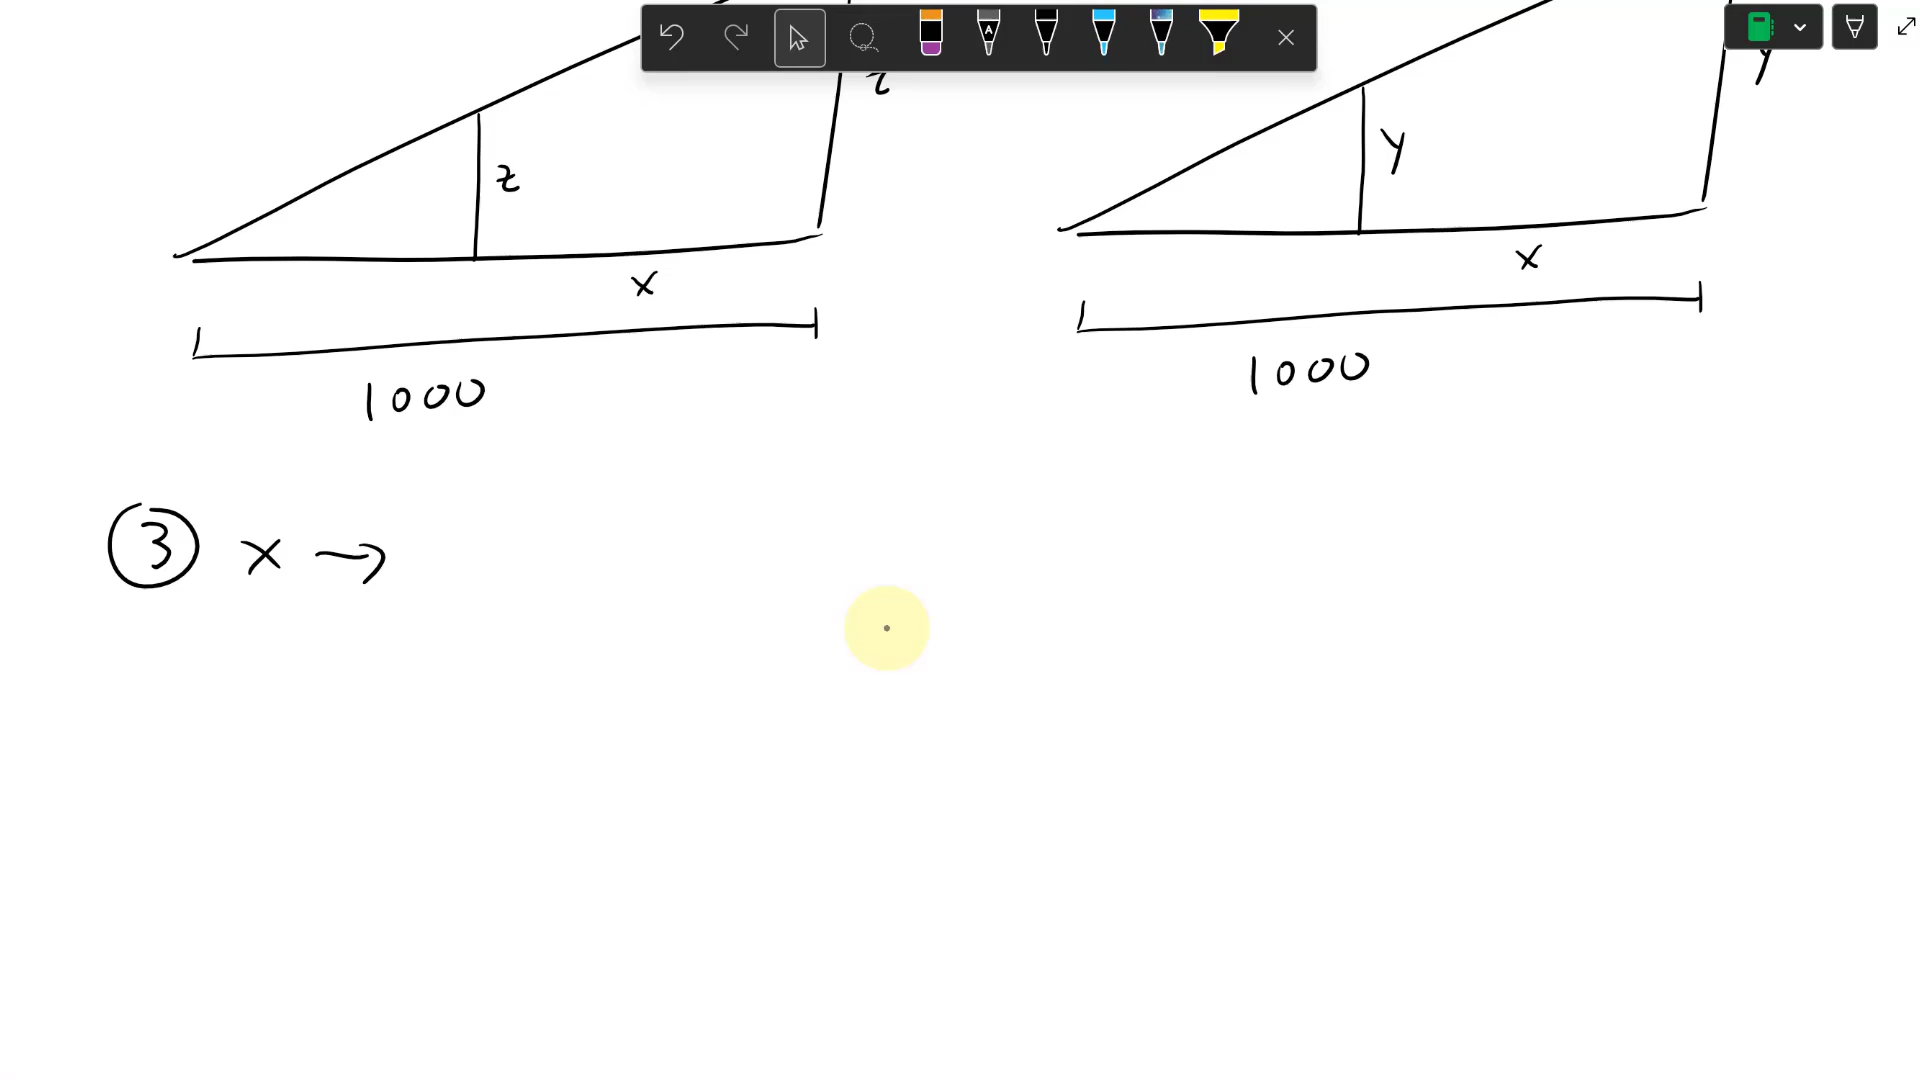 z y
z y
x x
1000 1000
③ x →